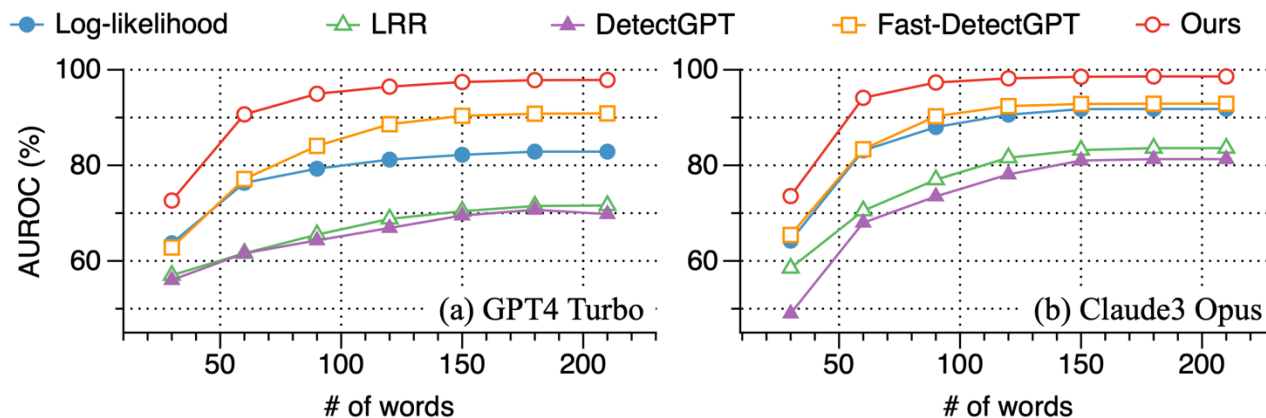 Log-likelihood LRR DetectGPT Fast-DetectGPT Ours
AUROC (%)
100
80
60
(a) GPT4 Turbo
50 100 150 200
# of words
100
80
60
(b) Claude3 Opus
50 100 150 200
# of words